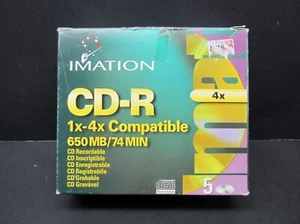 IMATION
CD-R
1x-4x Compatible
650 MB/74 MIN
CD Recordable
CD Inscriptible
CD Enregistrable
CD Registrabile
CD Grabable
CD Gravável
4x
5